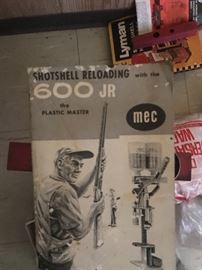 Lyman
SHOTSHELL RELOADING with the
600 JR
the
PLASTIC MASTER
mec